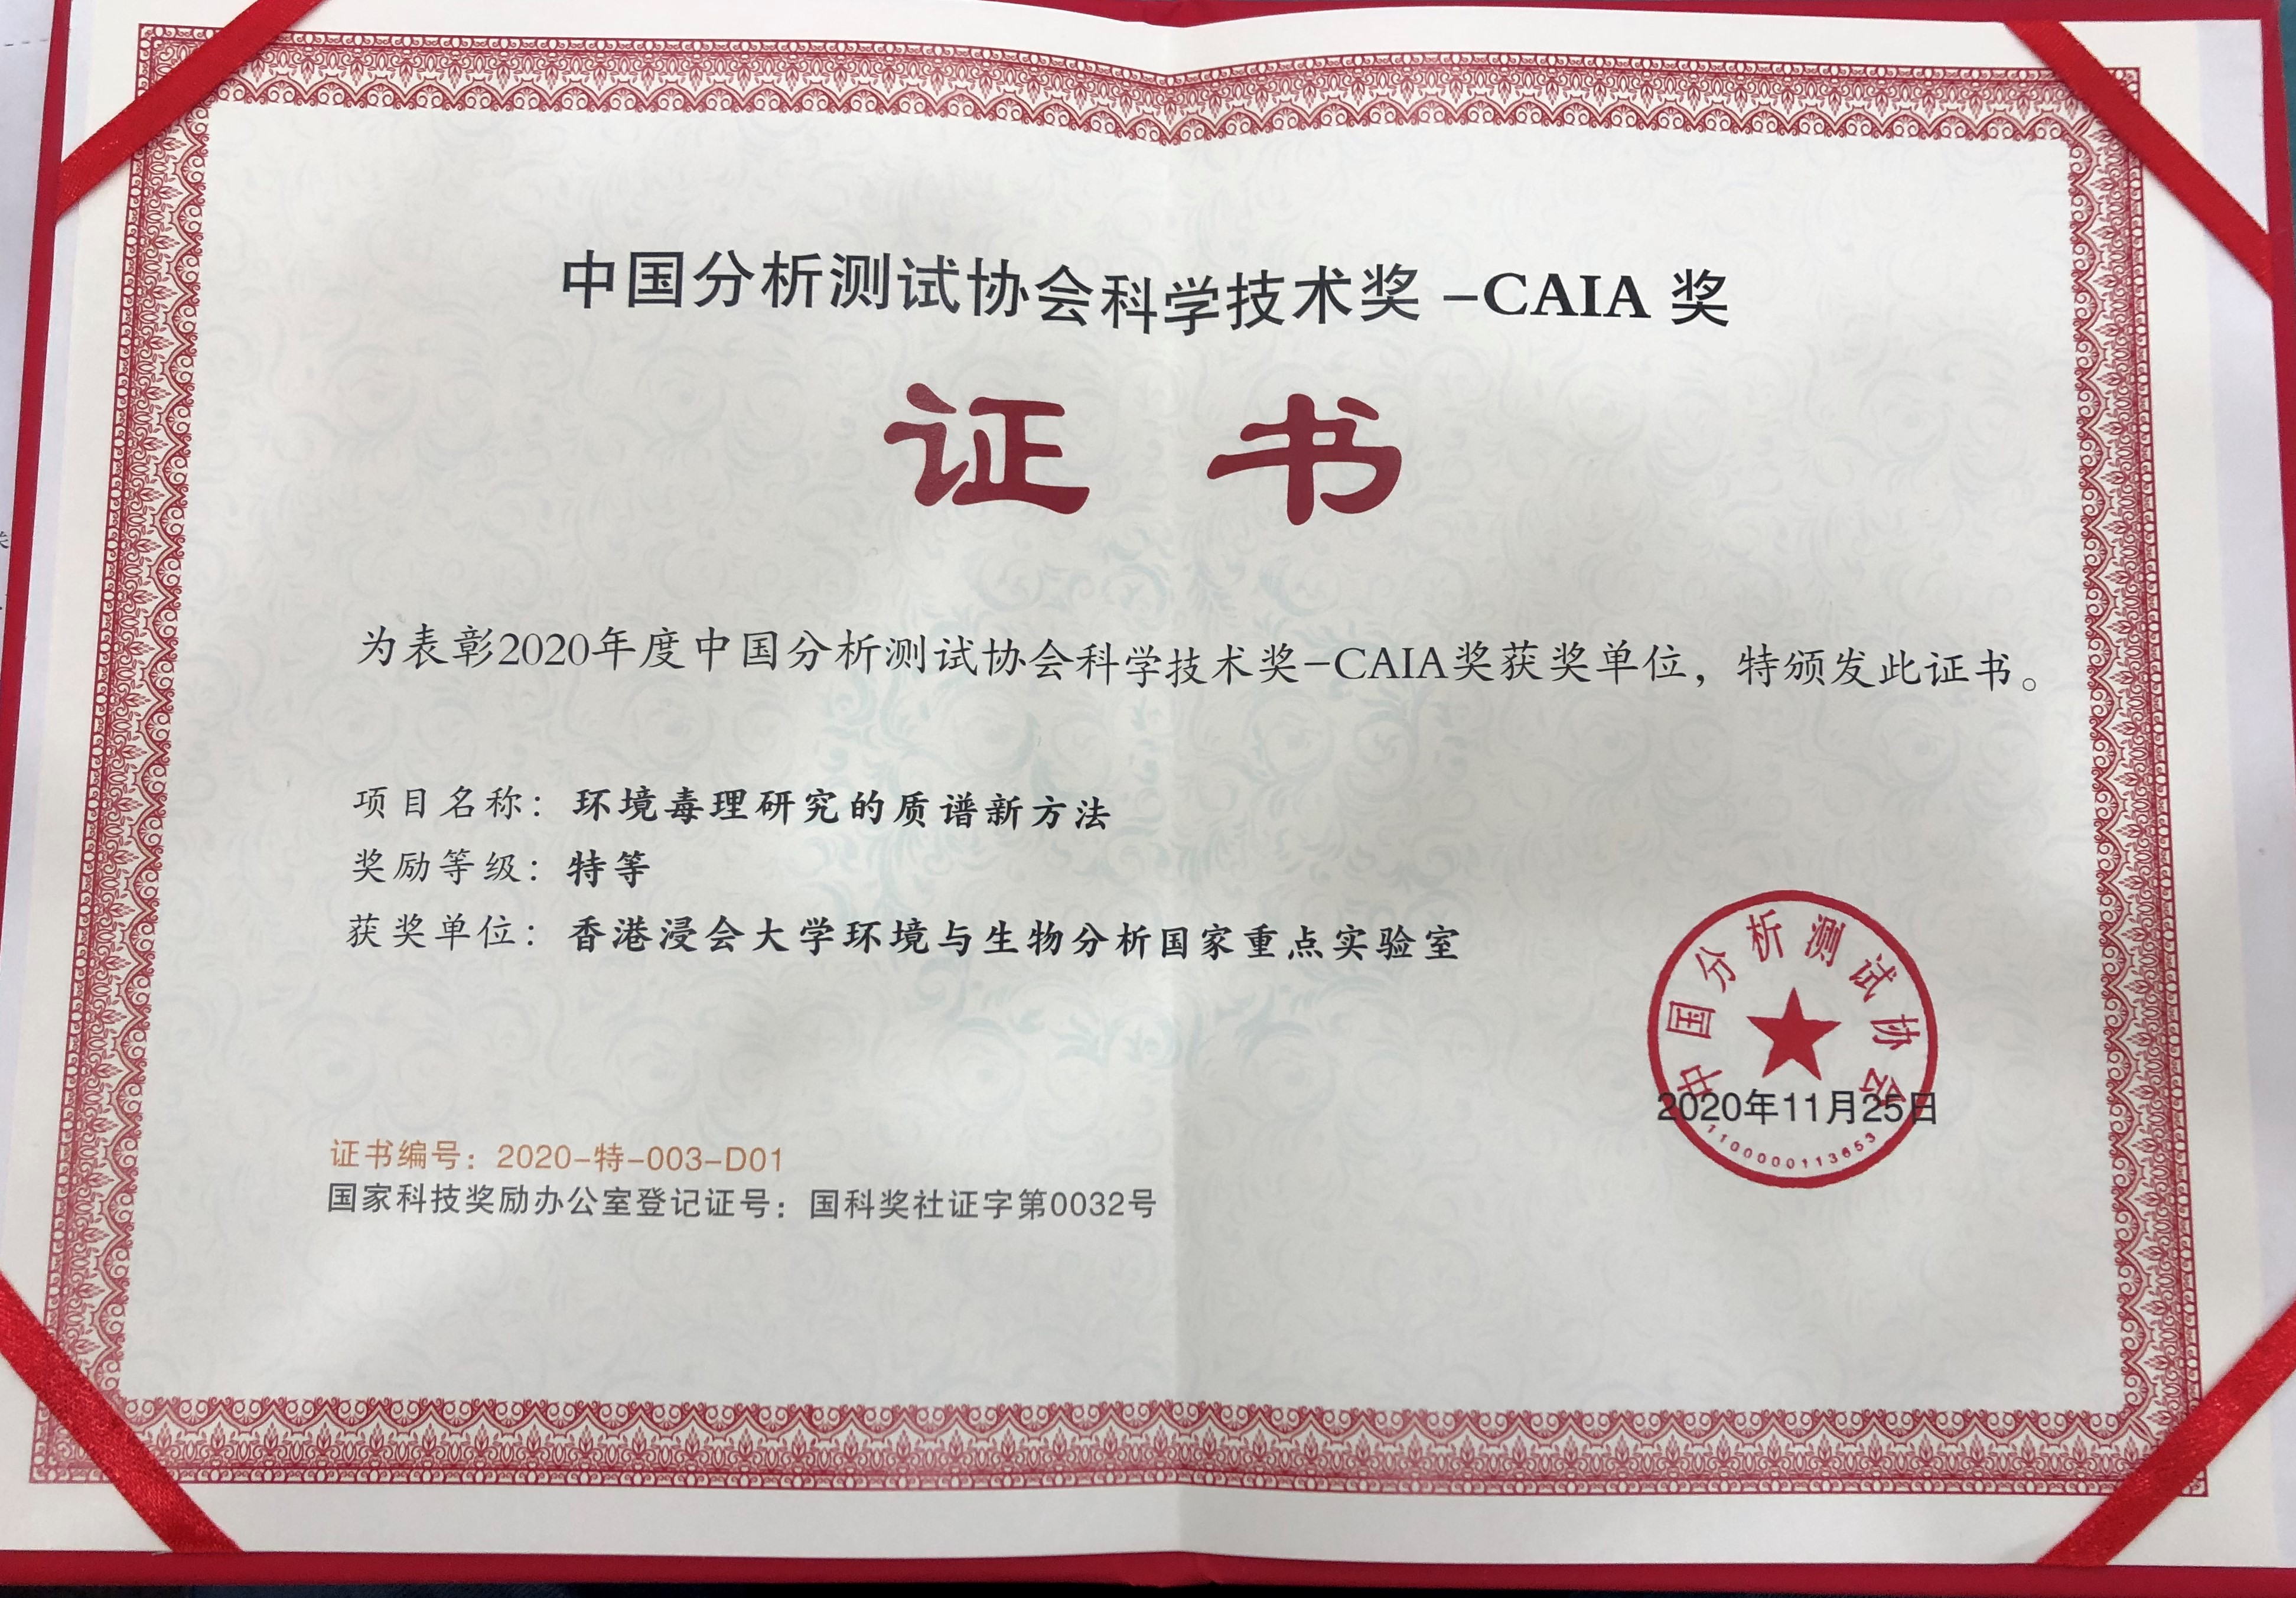 中国分析测试协会科学技术奖 –CAIA 奖
证 书
为表彰2020年度中国分析测试协会科学技术奖–CAIA奖获奖单位，特颁发此证书。
项目名称：环境毒理研究的质谱新方法
奖励等级：特等
获奖单位：香港浸会大学环境与生物分析国家重点实验室
中国分析测试协会
2020年11月25日
1100000113653
证书编号：2020–特–003–D01
国家科技奖励办公室登记证号：国科奖社证字第0032号